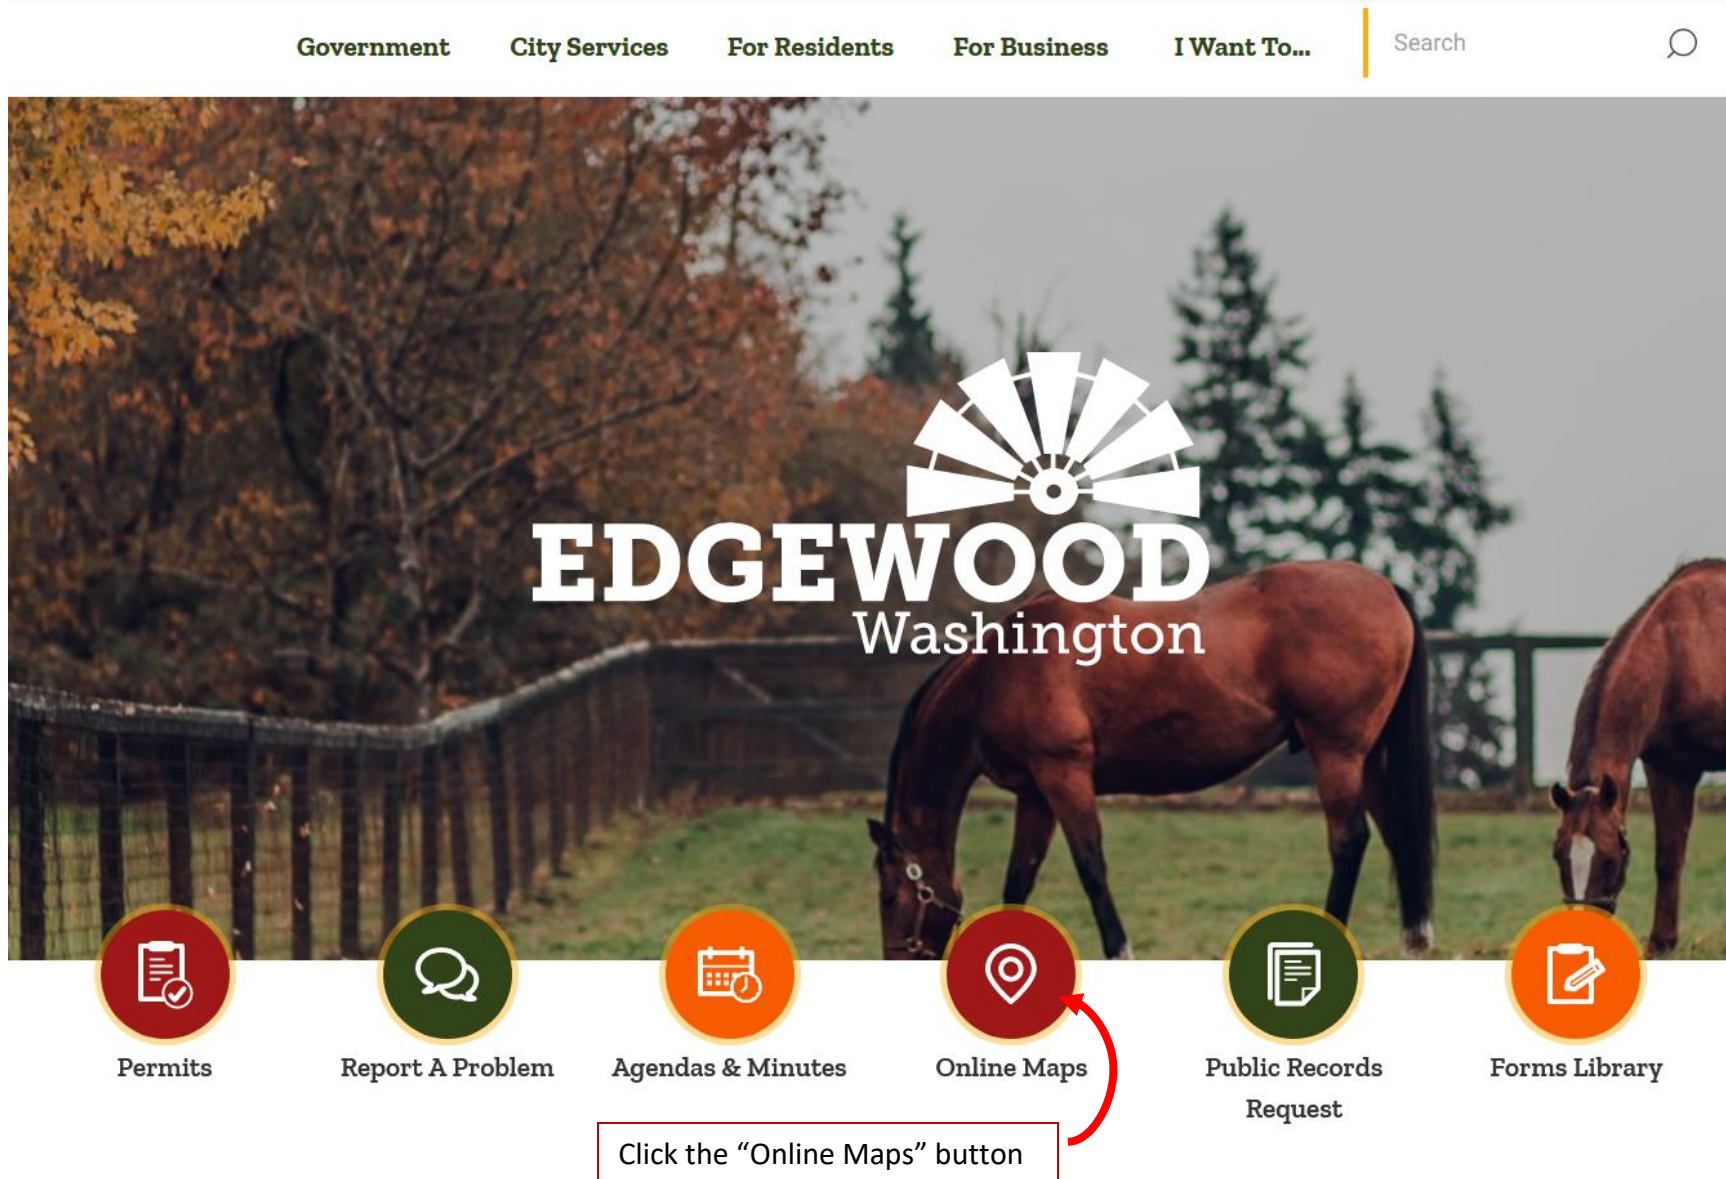 Government City Services For Residents For Business I Want To... Search
EDGEWOOD
Washington
Permits Report A Problem Agendas & Minutes Online Maps Public Records Forms Library
Request
Click the “Online Maps” button